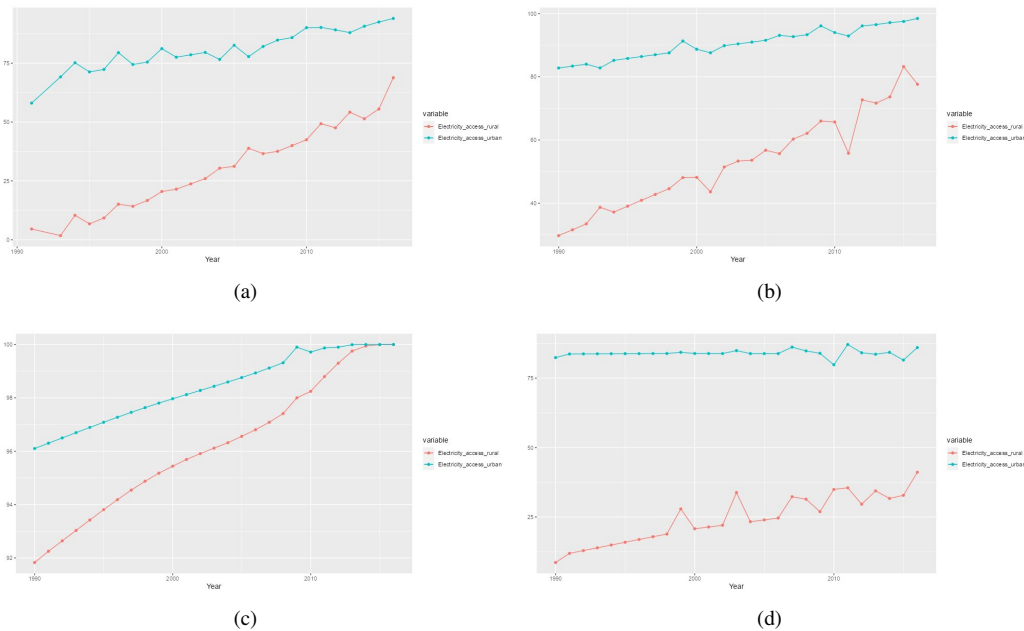 75
50
25
0
1990
2000
2010
Year
variable
Electricity_access_rural
Electricity_access_urban
(a)
100
80
60
40
1990
2000
2010
Year
variable
Electricity_access_rural
Electricity_access_urban
(b)
100
98
96
94
92
1990
2000
2010
Year
variable
Electricity_access_rural
Electricity_access_urban
(c)
75
50
25
1990
2000
2010
Year
variable
Electricity_access_rural
Electricity_access_urban
(d)